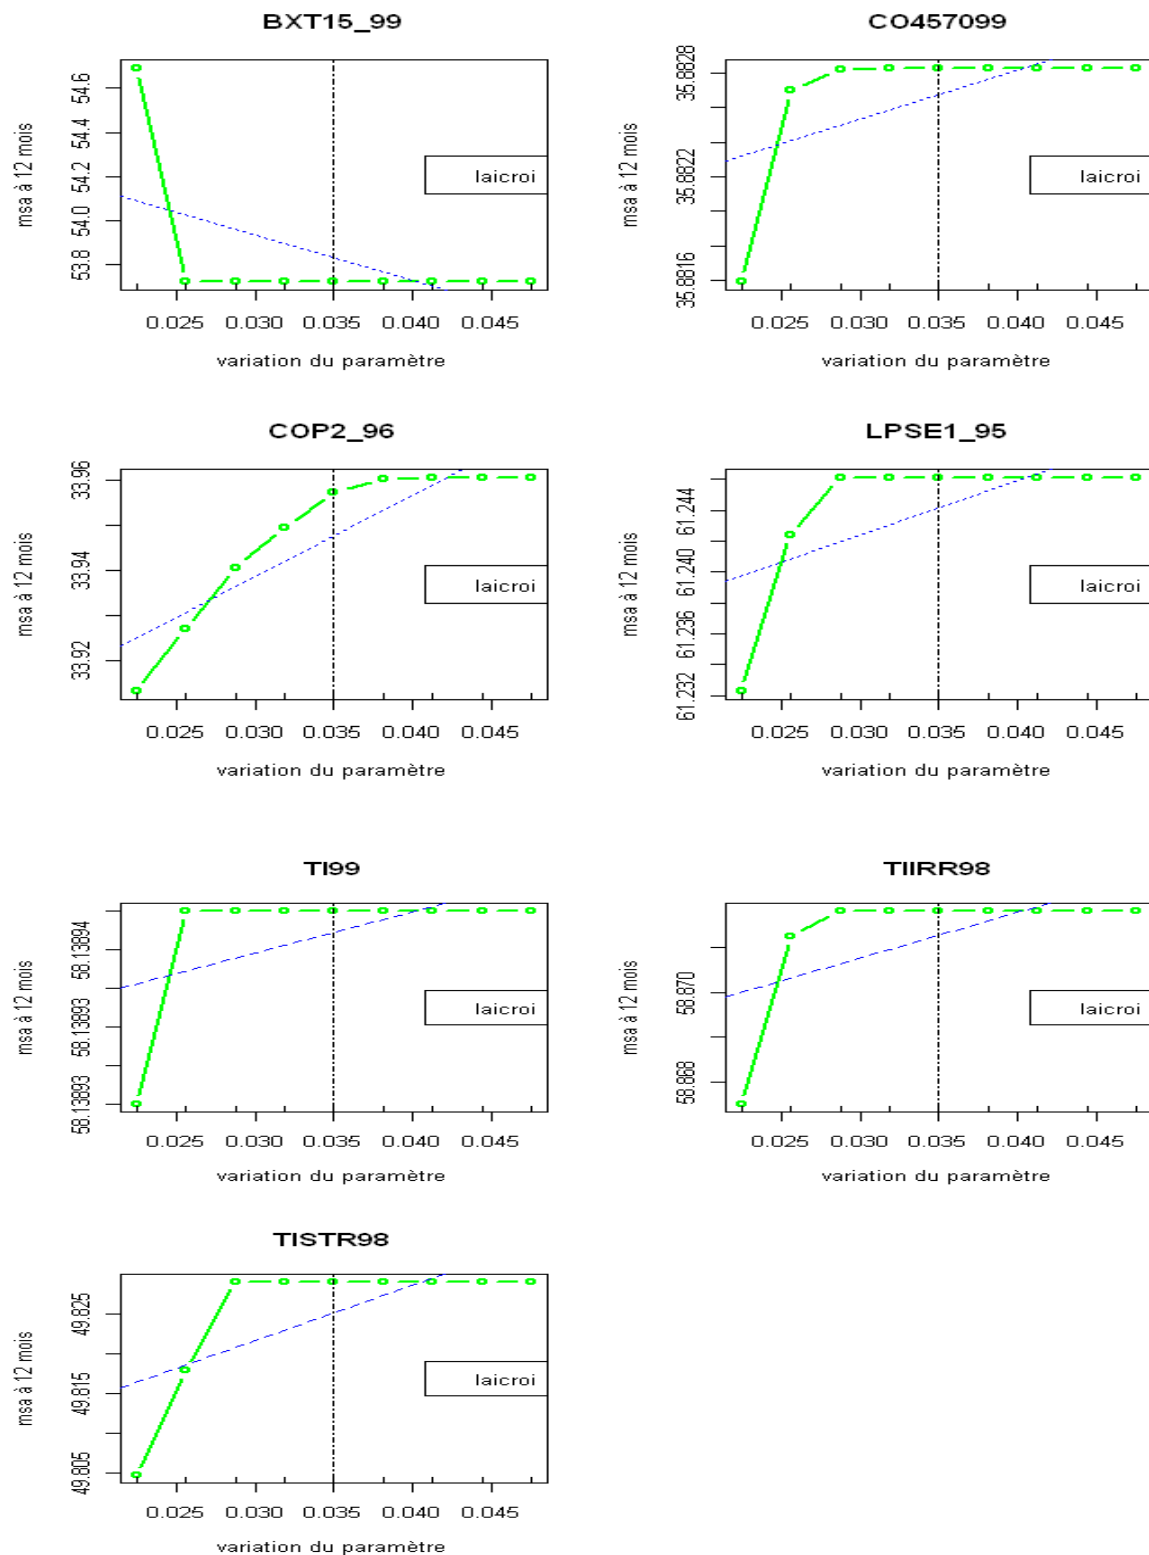 BXT15_99
msa à 12 mois
53.8 54.0 54.2 54.4 54.6
laicroi
0.025 0.030 0.035 0.040 0.045
variation du paramètre
CO457099
msa à 12 mois
35.8816 35.8822 35.8828
laicroi
0.025 0.030 0.035 0.040 0.045
variation du paramètre
COP2_96
msa à 12 mois
33.92 33.94 33.96
laicroi
0.025 0.030 0.035 0.040 0.045
variation du paramètre
LPSE1_95
msa à 12 mois
61.232 61.236 61.240 61.244
laicroi
0.025 0.030 0.035 0.040 0.045
variation du paramètre
TI99
msa à 12 mois
58.13893 58.13893 58.13894
laicroi
0.025 0.030 0.035 0.040 0.045
variation du paramètre
TIIRR98
msa à 12 mois
58.868 58.870
laicroi
0.025 0.030 0.035 0.040 0.045
variation du paramètre
TISTR98
msa à 12 mois
49.805 49.815 49.825
laicroi
0.025 0.030 0.035 0.040 0.045
variation du paramètre